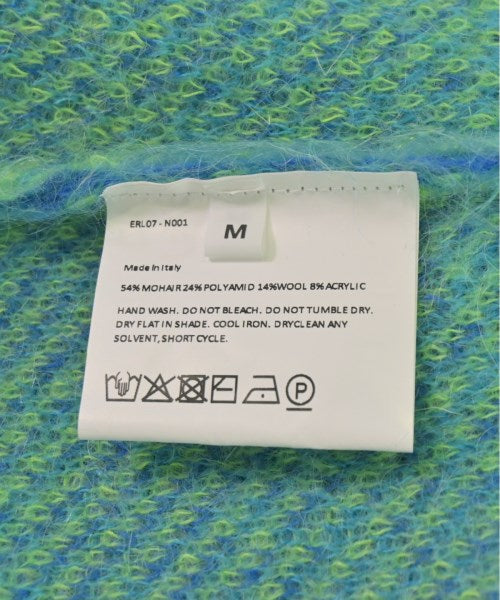 ERL07 - N001
M
Made in Italy
54% MOHAIR 24% POLYAMID 14%WOOL 8% ACRYLIC
HAND WASH. DO NOT BLEACH. DO NOT TUMBLE DRY.
DRY FLAT IN SHADE. COOL IRON. DRYCLEAN ANY
SOLVENT, SHORT CYCLE.
P